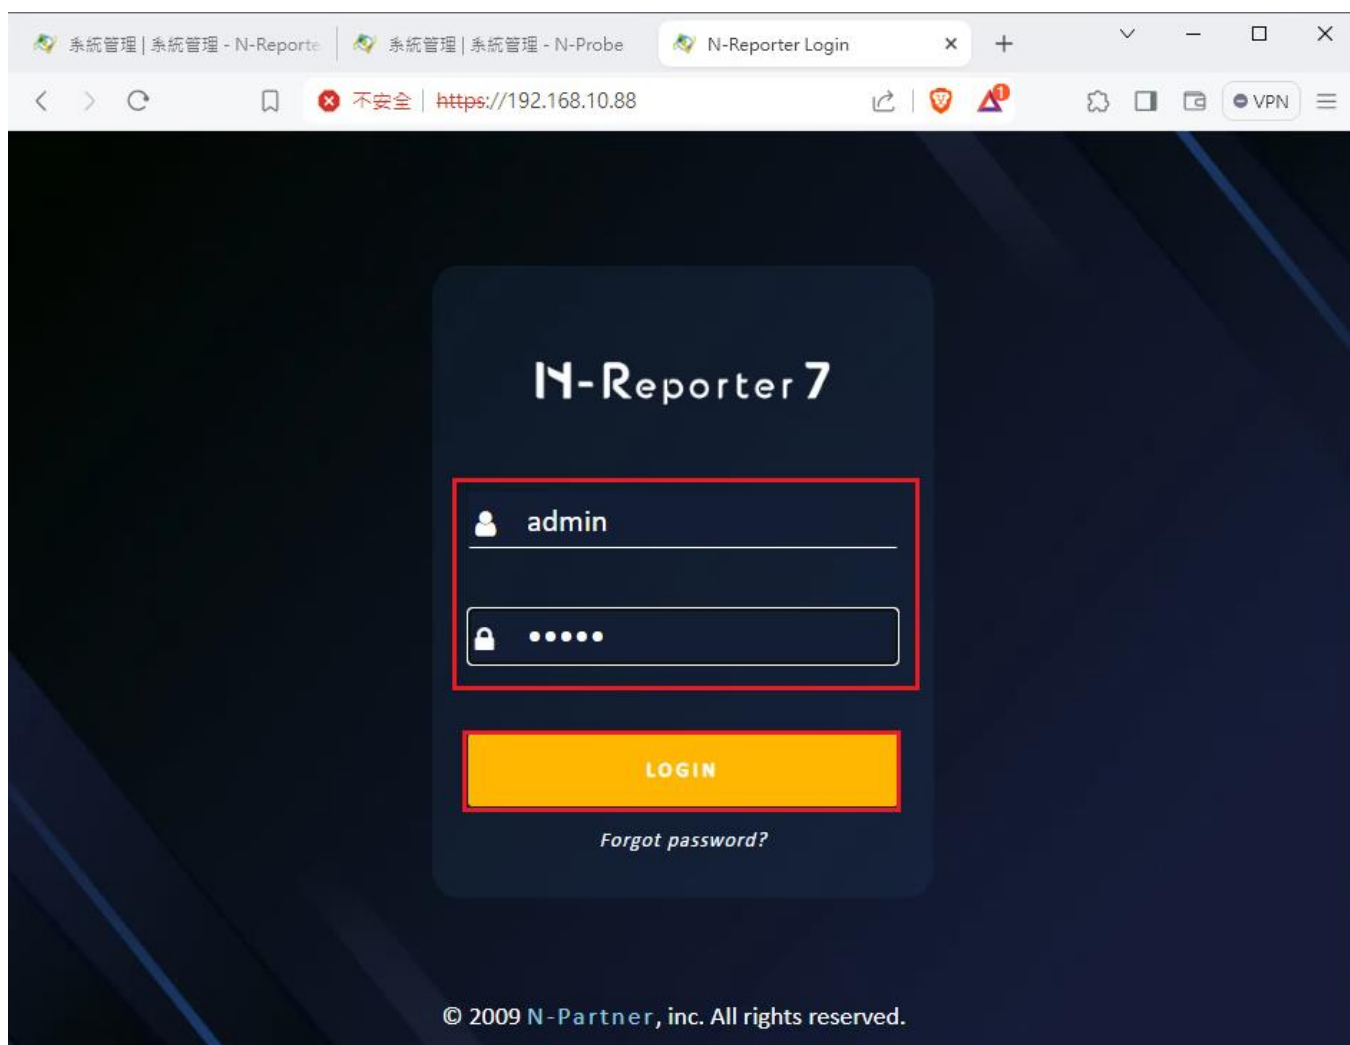 系統管理 | 系統管理 - N-Reporte
系統管理 | 系統管理 - N-Probe
N-Reporter Login
不安全 | https://192.168.10.88
1
VPN
N-Reporter 7
admin
•••••
LOGIN
Forgot password?
© 2009 N-Partner, inc. All rights reserved.